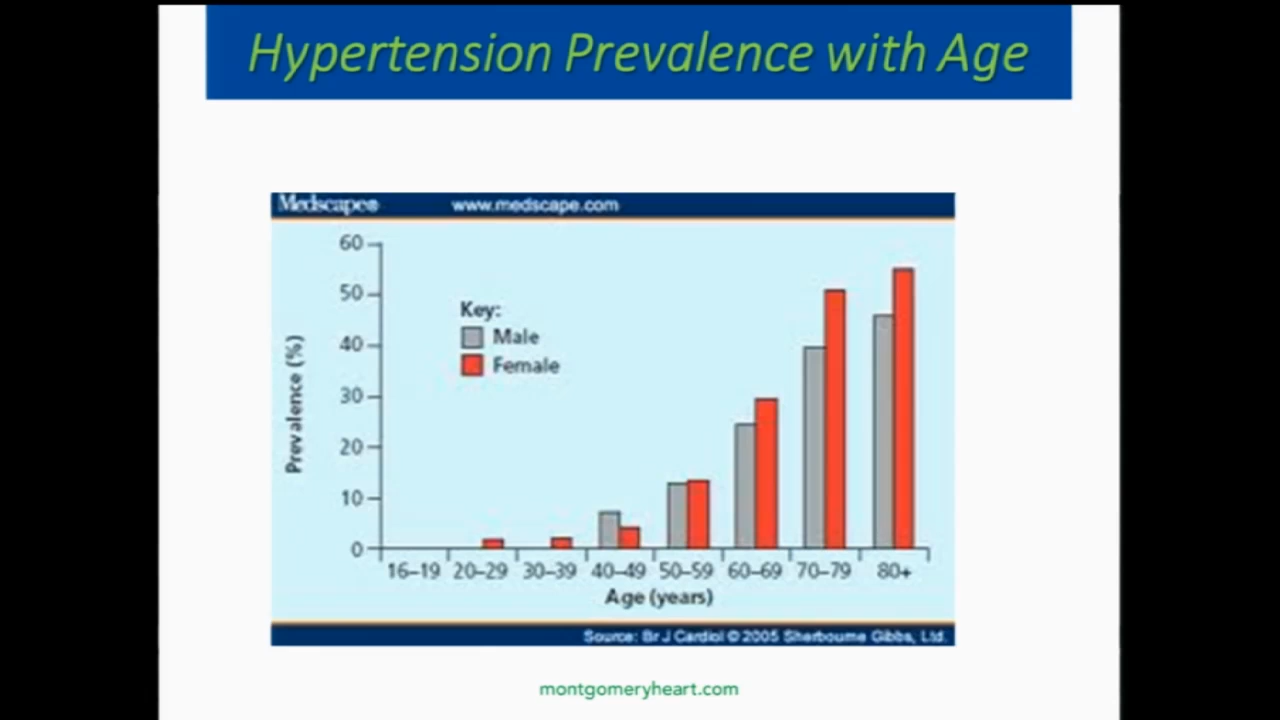 Hypertension Prevalence with Age
Medscape® www.medscape.com
60
50
40
30
20
10
0
Prevalence (%)
Key:
Male
Female
16–19 20–29 30–39 40–49 50–59 60–69 70–79 80+
Age (years)
Source: Br J Cardiol © 2005 Sherbourne Gibbs, Ltd.
montgomeryheart.com